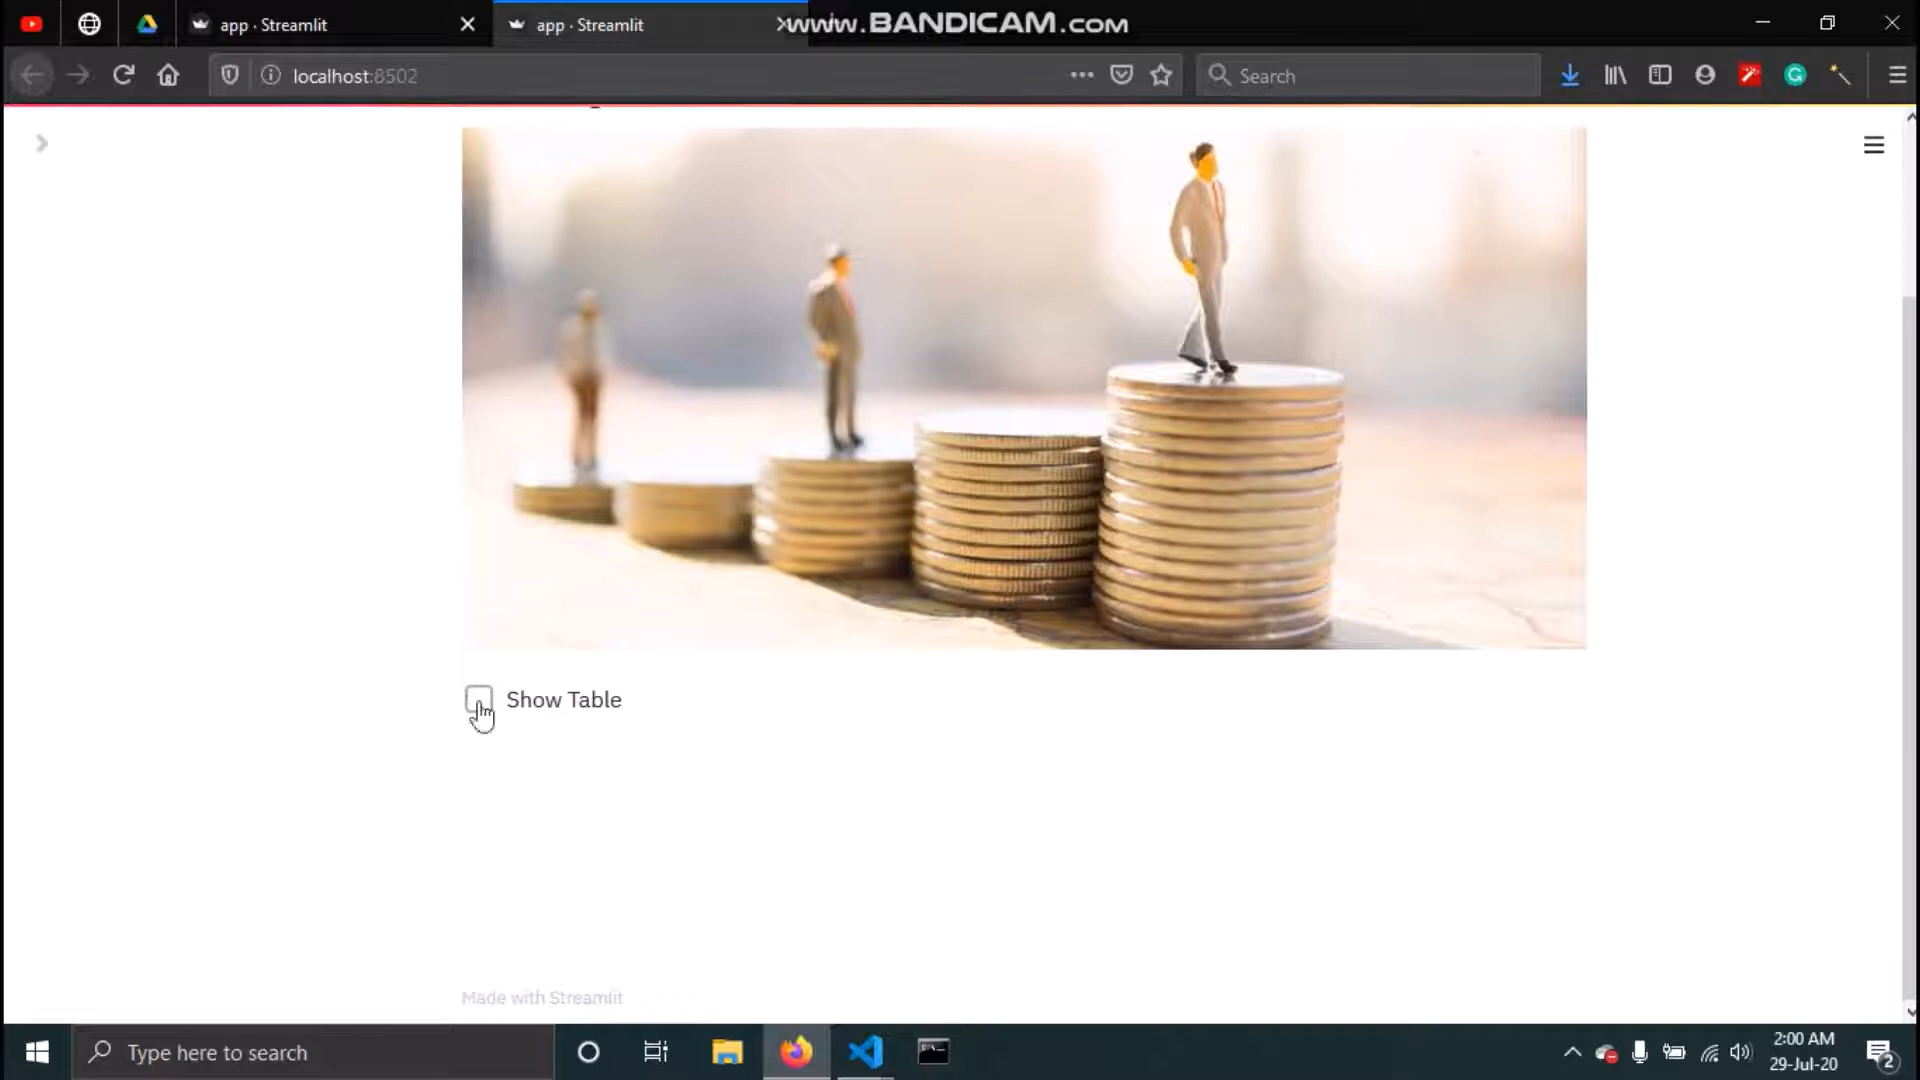 app · Streamlit
app · Streamlit
www.BANDICAM.com
localhost:8502
Search
Show Table
Made with Streamlit
Type here to search
2:00 AM
29-Jul-20
2